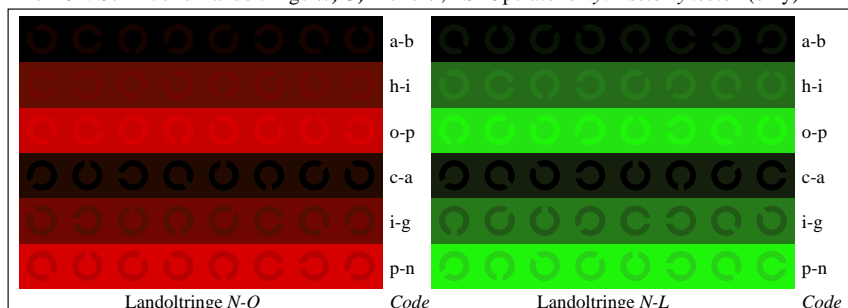 a-b a-b
h-i h-i
o-p o-p
c-a c-a
i-g i-g
p-n p-n
Landoltringe N-O Code Landoltringe N-L Code